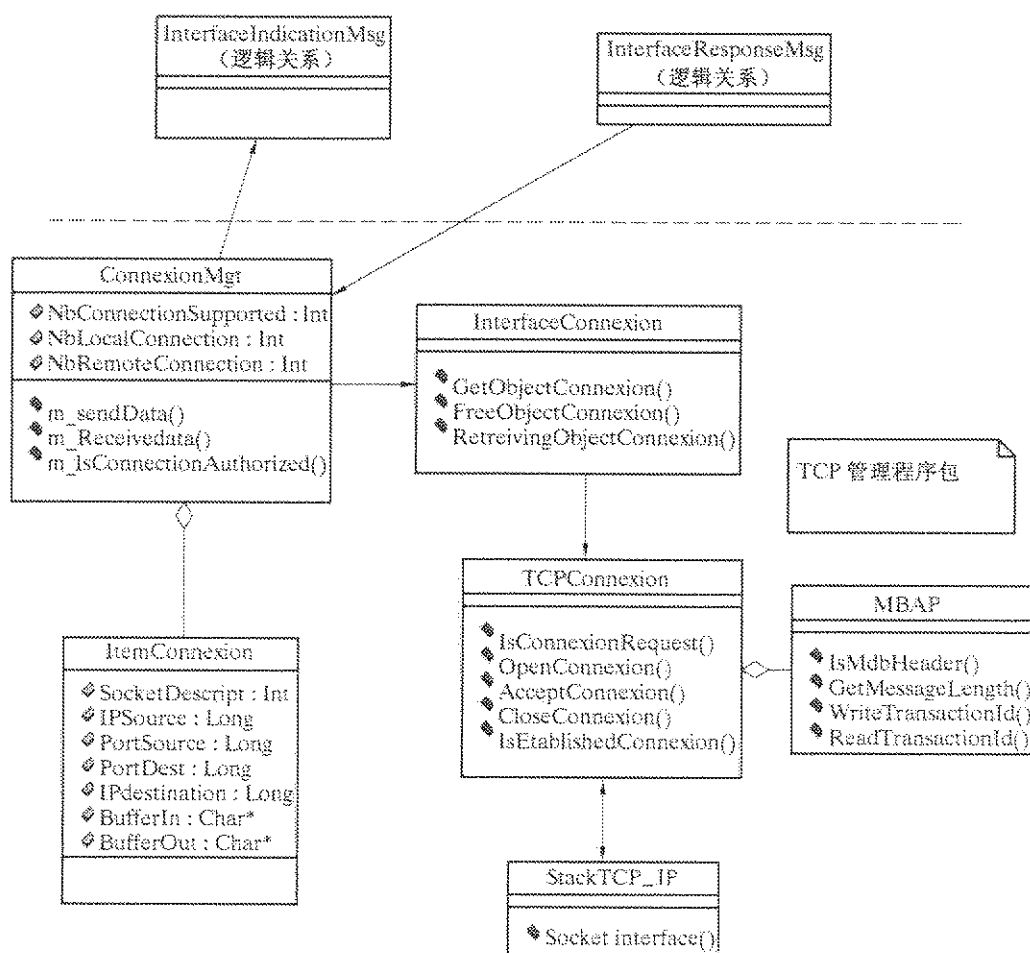 InterfaceIndicationMsg
（逻辑关系）
InterfaceResponseMsg
（逻辑关系）
ConnexionMgt
NbConnectionSupported : Int
NbLocalConnection : Int
NbRemoteConnection : Int
m_sendData()
m_Receivedata()
m_isConnectionAuthorized()
InterfaceConnexion
GetObjectConnexion()
FreeObjectConnexion()
RetreivingObjectConnexion()
TCP 管理程序包
TCPConnexion
IsConnexionRequest()
OpenConnexion()
AcceptConnexion()
CloseConnexion()
IsEtablishedConnexion()
MBAP
IsMdbHeader()
GetMessageLength()
WriteTransactionId()
ReadTransactionId()
ItemConnexion
SocketDescript : Int
IPSource : Long
PortSource : Long
PortDest : Long
IPdestination : Long
BufferIn : Char*
BufferOut : Char*
StackTCP_IP
Socket interface()